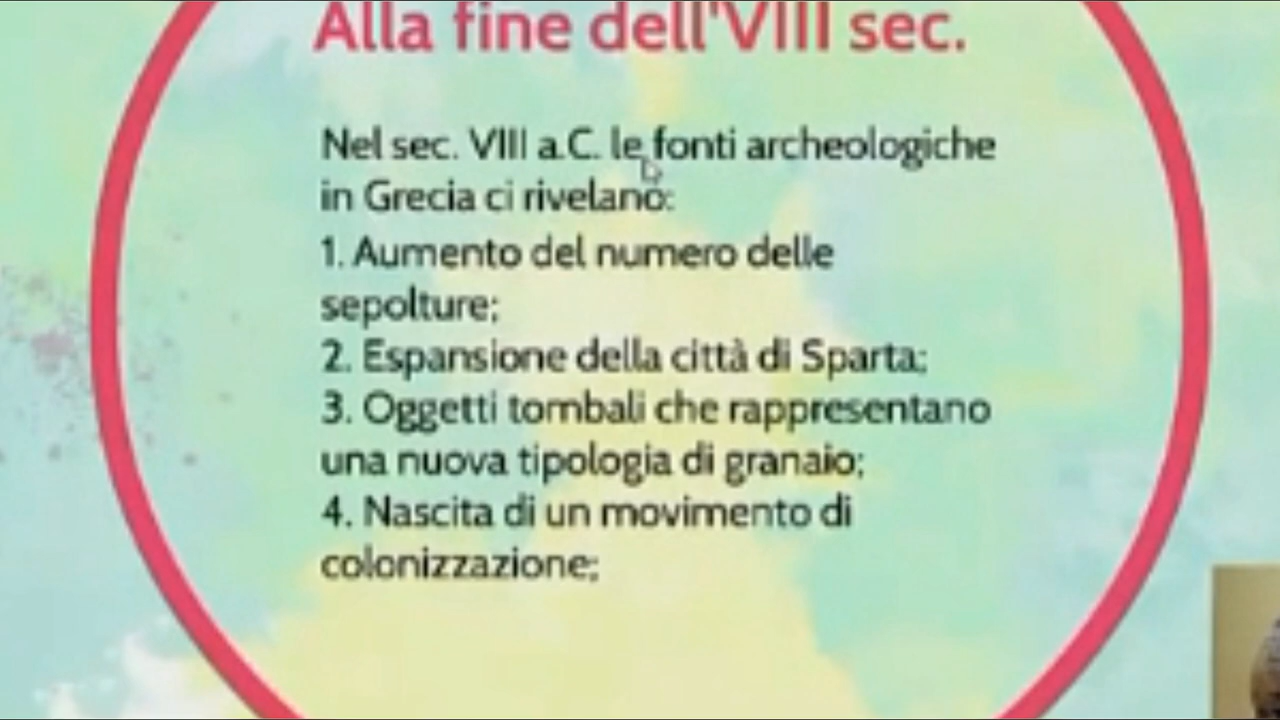 Alla fine dell'VIII sec.
Nel sec. VIII a.C. le fonti archeologiche
in Grecia ci rivelano:
1. Aumento del numero delle
sepolture;
2. Espansione della città di Sparta;
3. Oggetti tombali che rappresentano
una nuova tipologia di granaio;
4. Nascita di un movimento di
colonizzazione;